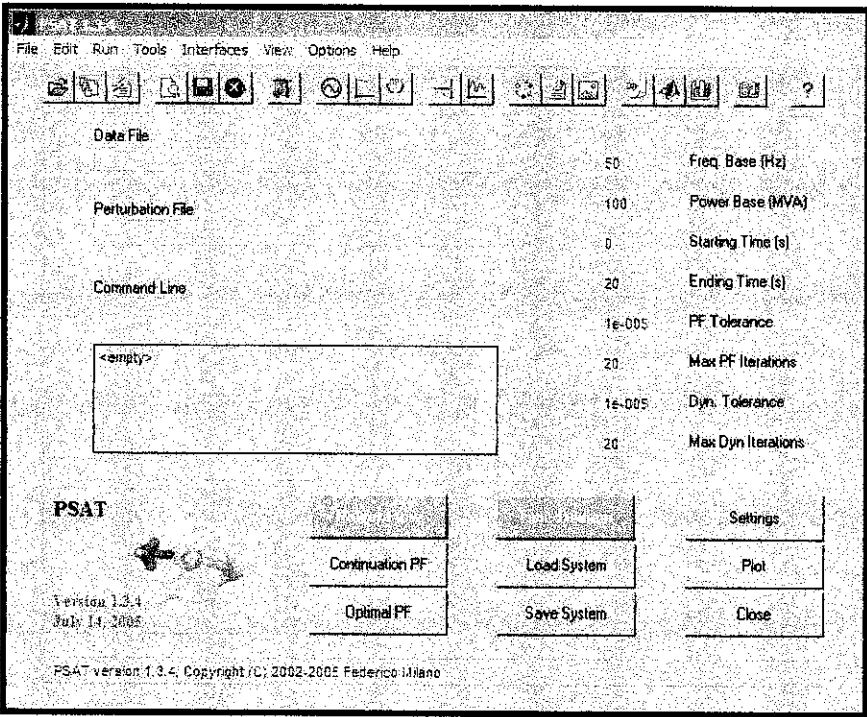 File Edit Run Tools Interfaces View Options Help
?
Data File
50 Freq. Base (Hz)
Perturbation File
100 Power Base (MVA)
0 Starting Time (s)
Command Line
20 Ending Time (s)
1e-005 PF Tolerance
<empty>
20 Max PF Iterations
1e-005 Dyn. Tolerance
20 Max Dyn Iterations
PSAT
Settings
Continuation PF
Load System
Plot
Version 1.3.4
July 14, 2005
Optimal PF
Save System
Close
PSAT version 1.3.4, Copyright (C) 2002-2005 Federico Milano